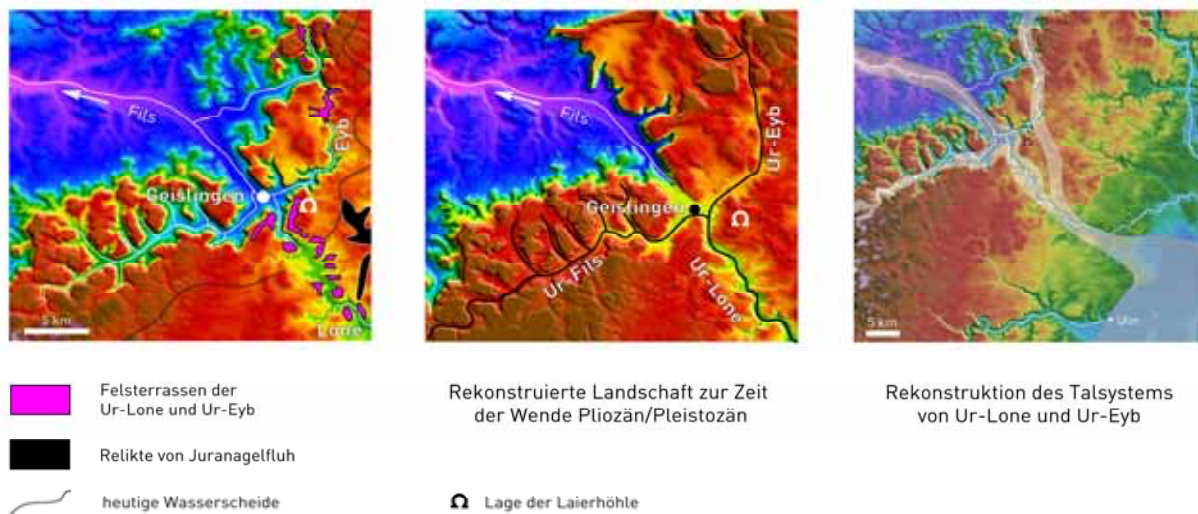 Fils
Eyb
Geislingen
Ω
5 km
Lone
Fils
Ur-Eyb
Geislingen
Ω
Ur-Fils
Ur-Lone
5 km
Ulm
Felsterrassen der
Ur-Lone und Ur-Eyb
Relikte von Juranagelfluh
heutige Wasserscheide
Rekonstruierte Landschaft zur Zeit
der Wende Pliozän/Pleistozän
Ω Lage der Laierhöhle
Rekonstruktion des Talsystems
von Ur-Lone und Ur-Eyb